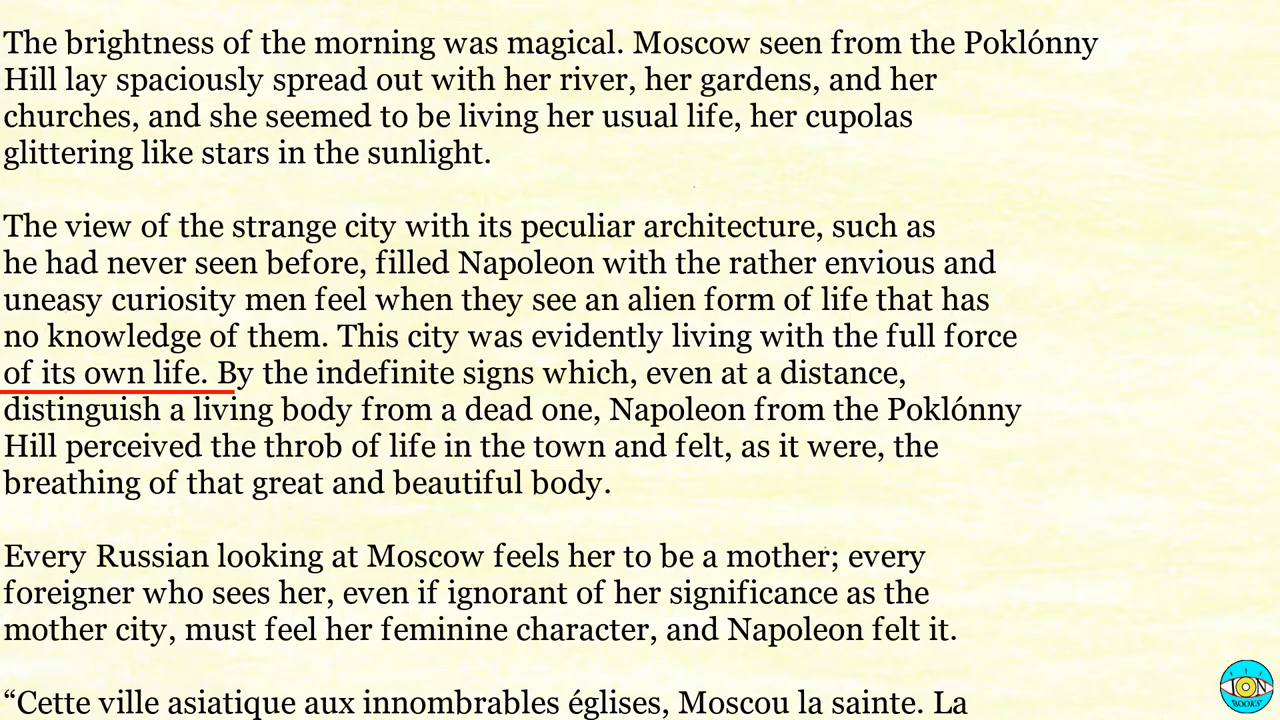 The brightness of the morning was magical. Moscow seen from the Poklónny
Hill lay spaciously spread out with her river, her gardens, and her
churches, and she seemed to be living her usual life, her cupolas
glittering like stars in the sunlight.
The view of the strange city with its peculiar architecture, such as
he had never seen before, filled Napoleon with the rather envious and
uneasy curiosity men feel when they see an alien form of life that has
no knowledge of them. This city was evidently living with the full force
of its own life. By the indefinite signs which, even at a distance,
distinguish a living body from a dead one, Napoleon from the Poklónny
Hill perceived the throb of life in the town and felt, as it were, the
breathing of that great and beautiful body.
Every Russian looking at Moscow feels her to be a mother; every
foreigner who sees her, even if ignorant of her significance as the
mother city, must feel her feminine character, and Napoleon felt it.
“Cette ville asiatique aux innombrables églises, Moscou la sainte. La
ION
BOOKS